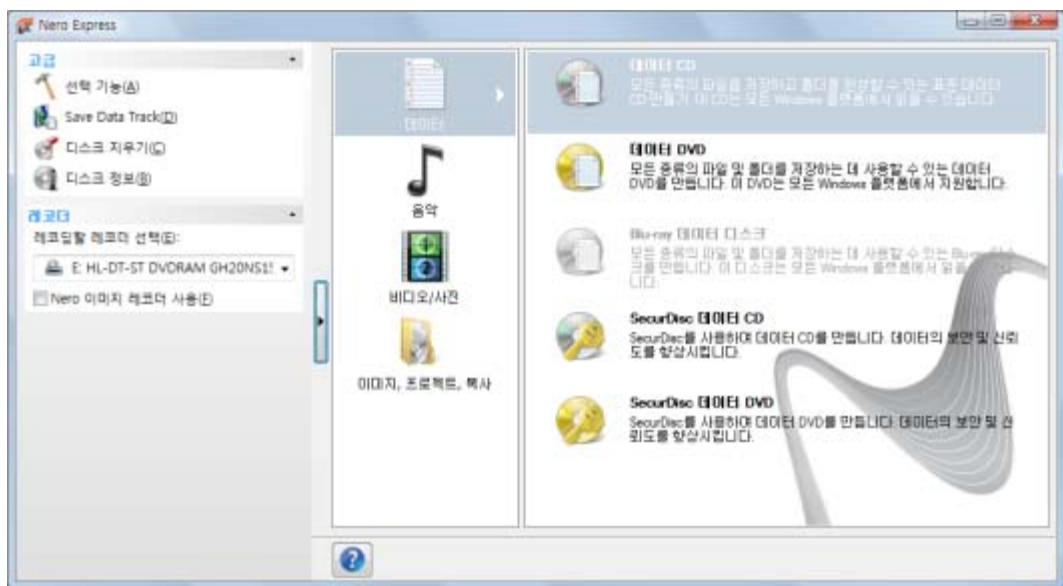 Nero Express
고급
선택 기능(A)
Save Data Track(D)
디스크 지우기(C)
디스크 정보(B)
레코더
레코딩할 레코더 선택(E):
E: HL-DT-ST DVDRAM GH20NS1
Nero 이미지 레코더 사용(F)
데이터
음악
비디오/사진
이미지, 프로젝트, 복사
데이터 CD
모든 종류의 파일을 저장하고 폴더를 완성할 수 있는 표준 데이터
CD 만들기. 이 CD는 모든 Windows 플랫폼에서 읽을 수 있습니다.
데이터 DVD
모든 종류의 파일 및 폴더를 저장하는 데 사용할 수 있는 데이터
DVD를 만듭니다. 이 DVD는 모든 Windows 플랫폼에서 지원합니다.
Blu-ray 데이터 디스크
모든 종류의 파일 및 폴더를 저장하는 데 사용할 수 있는 Blu-ray 디스
크를 만듭니다. 이 디스크는 모든 Windows 플랫폼에서 읽을
니다.
SecurDisc 데이터 CD
SecurDisc를 사용하여 데이터 CD를 만듭니다. 데이터의 보안 및 신뢰
도를 향상시킵니다.
SecurDisc 데이터 DVD
SecurDisc를 사용하여 데이터 DVD를 만듭니다. 데이터의 보안 및 신
뢰도를 향상시킵니다.